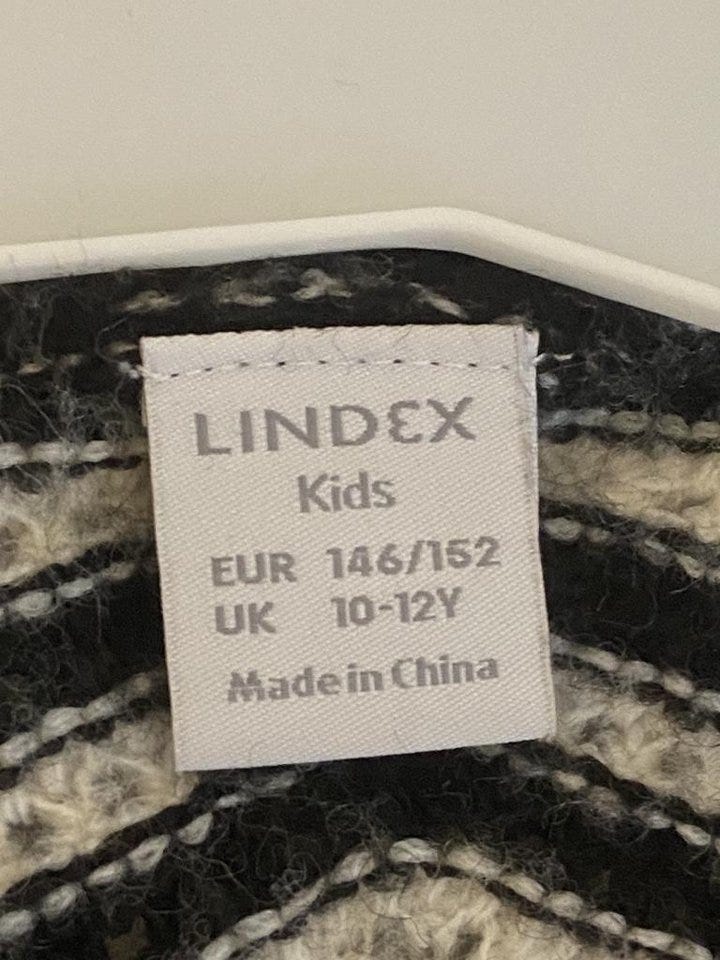 LINDEX
Kids
EUR 146/152
UK 10-12Y
Made in China